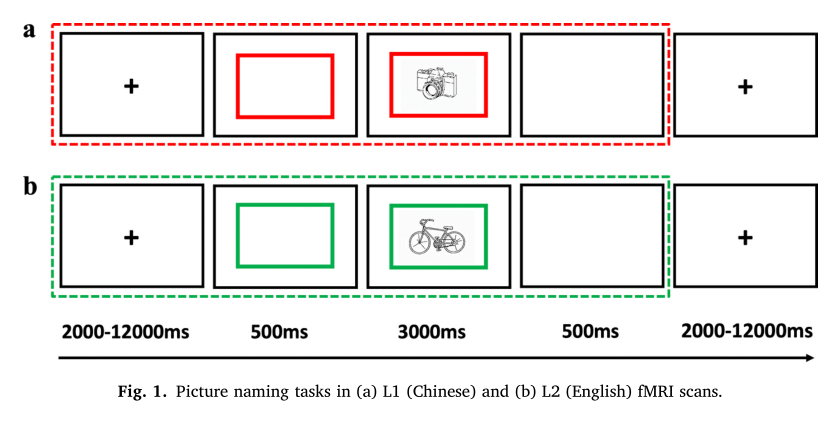 a
+
+
b
+
+
2000-12000ms 500ms 3000ms 500ms 2000-12000ms
Fig. 1. Picture naming tasks in (a) L1 (Chinese) and (b) L2 (English) fMRI scans.